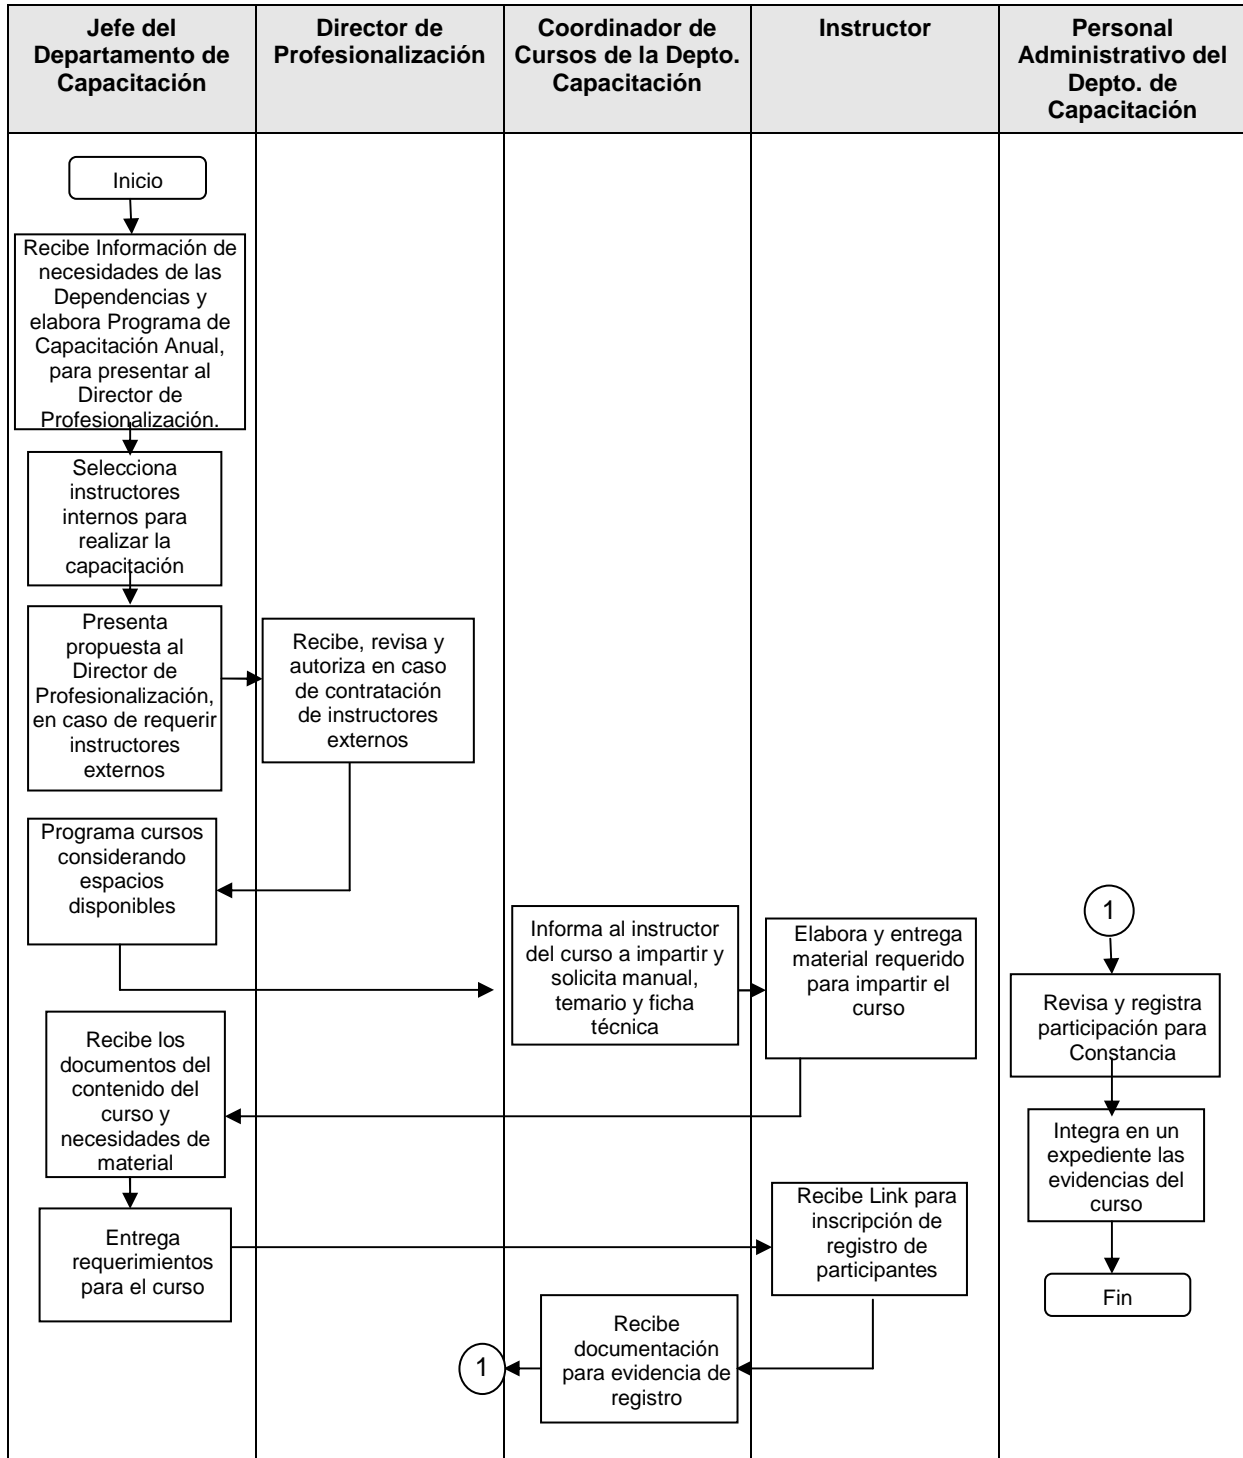 Jefe del
Departamento de
Capacitación
Director de
Profesionalización
Coordinador de
Cursos de la Depto.
Capacitación
Instructor
Personal
Administrativo del
Depto. de
Capacitación
Inicio
Recibe Información de
necesidades de las
Dependencias y
elabora Programa de
Capacitación Anual,
para presentar al
Director de
Profesionalización.
Selecciona
instructores
internos para
realizar la
capacitación
Presenta
propuesta al
Director de
Profesionalización,
en caso de requerir
instructores
externos
Recibe, revisa y
autoriza en caso
de contratación
de instructores
externos
Programa cursos
considerando
espacios
disponibles
Informa al instructor
del curso a impartir y
solicita manual,
temario y ficha
técnica
Elabora y entrega
material requerido
para impartir el
curso
Recibe los
documentos del
contenido del
curso y
necesidades de
material
Entrega
requerimientos
para el curso
Recibe Link para
inscripción de
registro de
participantes
Recibe
documentación
para evidencia de
registro
1
1
Revisa y registra
participación para
Constancia
Integra en un
expediente las
evidencias del
curso
Fin